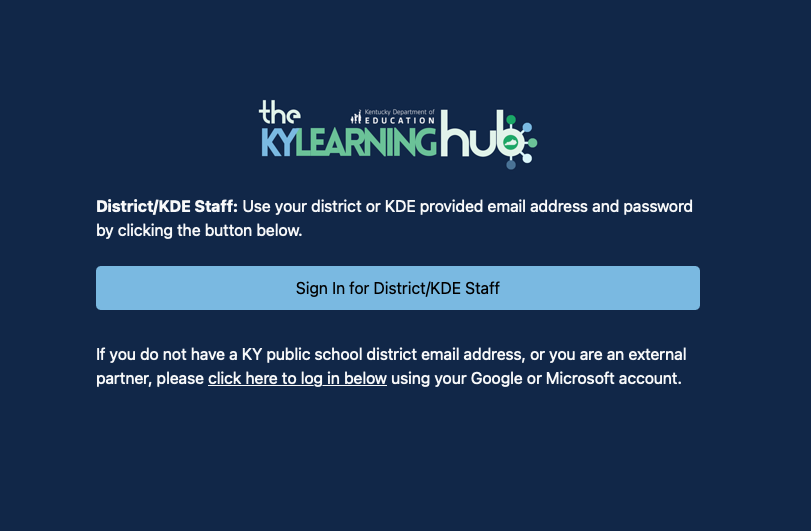 the
Kentucky Department of
EDUCATION
KYLEARNING hub
District/KDE Staff: Use your district or KDE provided email address and password
by clicking the button below.
Sign In for District/KDE Staff
If you do not have a KY public school district email address, or you are an external
partner, please click here to log in below using your Google or Microsoft account.